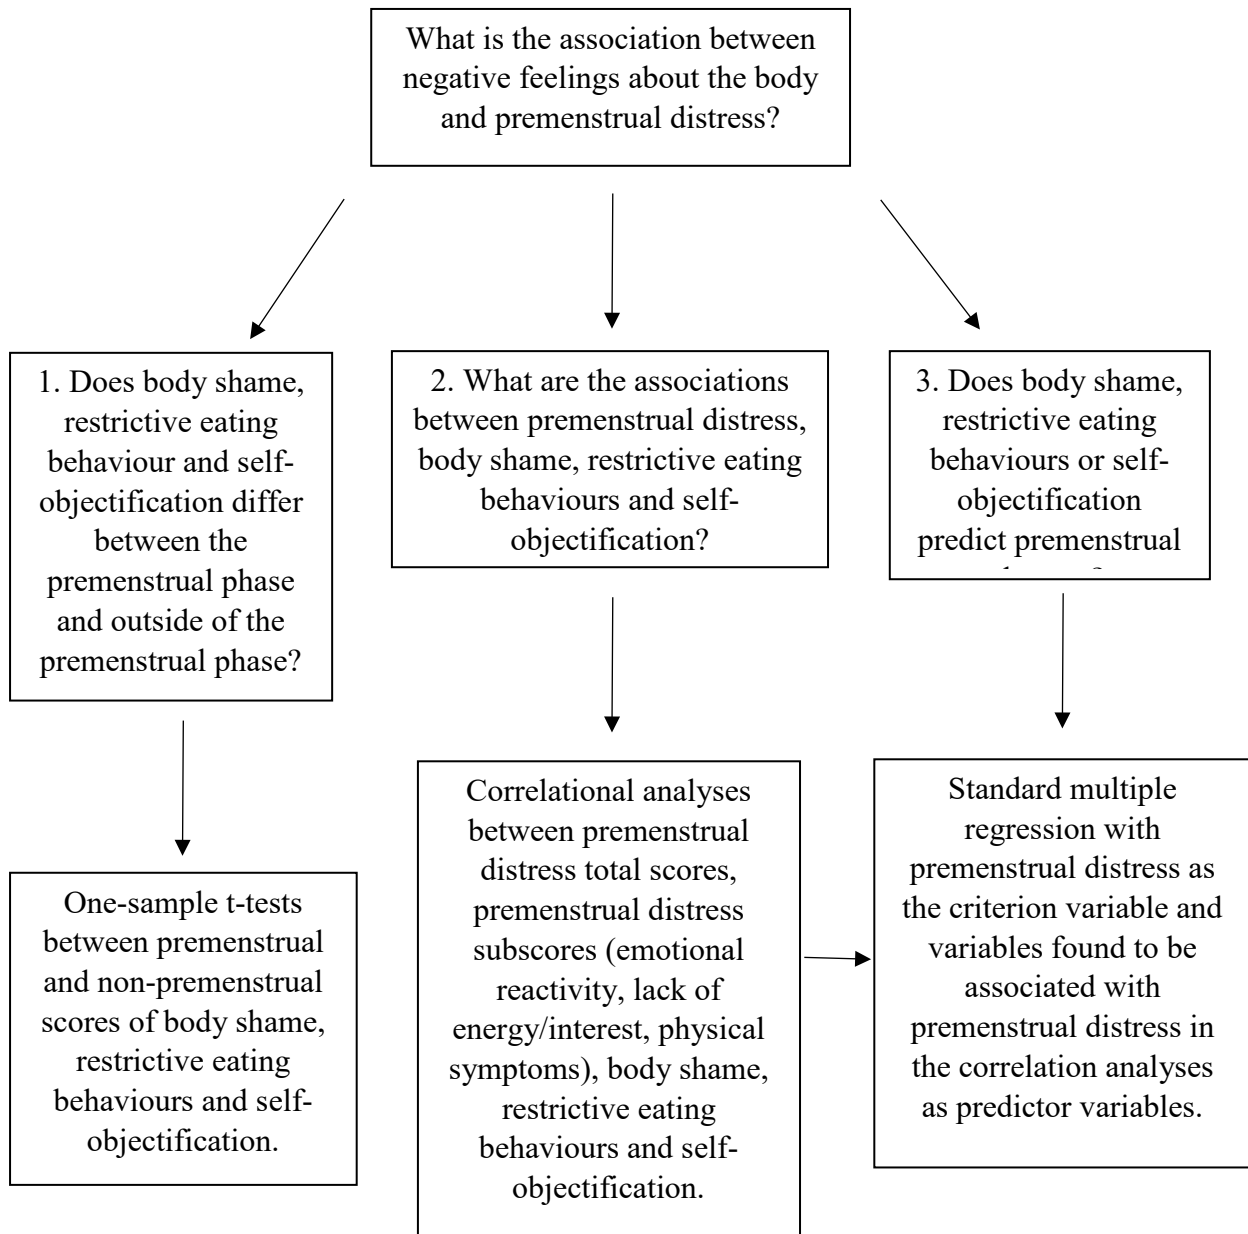 What is the association between
negative feelings about the body
and premenstrual distress?
1. Does body shame,
restrictive eating
behaviour and self-
objectification differ
between the
premenstrual phase
and outside of the
premenstrual phase?
2. What are the associations
between premenstrual distress,
body shame, restrictive eating
behaviours and self-
objectification?
3. Does body shame,
restrictive eating
behaviours or self-
objectification
predict premenstrual
One-sample t-tests
between premenstrual
and non-premenstrual
scores of body shame,
restrictive eating
behaviours and self-
objectification.
Correlational analyses
between premenstrual
distress total scores,
premenstrual distress
subscores (emotional
reactivity, lack of
energy/interest, physical
symptoms), body shame,
restrictive eating
behaviours and self-
objectification.
Standard multiple
regression with
premenstrual distress as
the criterion variable and
variables found to be
associated with
premenstrual distress in
the correlation analyses
as predictor variables.